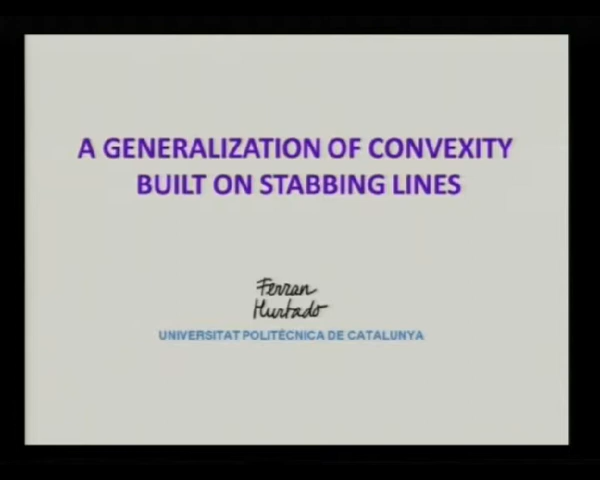 A GENERALIZATION OF CONVEXITY
BUILT ON STABBING LINES
Ferran
Hurtado
UNIVERSITAT POLITÈCNICA DE CATALUNYA